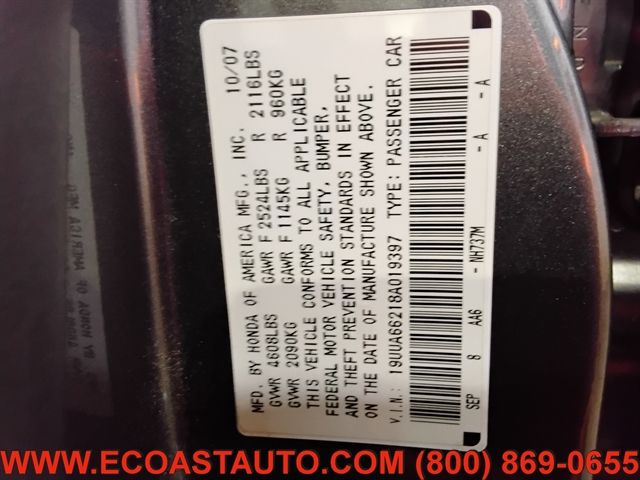 MFD. BY HONDA OF AMERICA MFG., INC. 10/07
GVWR 4608LBS GAWR F 2524LBS R 2116LBS
GVWR 2090KG GAWR F 1145KG R 960KG
THIS VEHICLE CONFORMS TO ALL APPLICABLE
FEDERAL MOTOR VEHICLE SAFETY, BUMPER,
AND THEFT PREVENTION STANDARDS IN EFFECT
ON THE DATE OF MANUFACTURE SHOWN ABOVE.
V.I.N.: 19UUA66218A019397 TYPE: PASSENGER CAR
SEP 8 AA6 - NH737M - A - A
WWW.ECOASTAUTO.COM (800) 869-0655